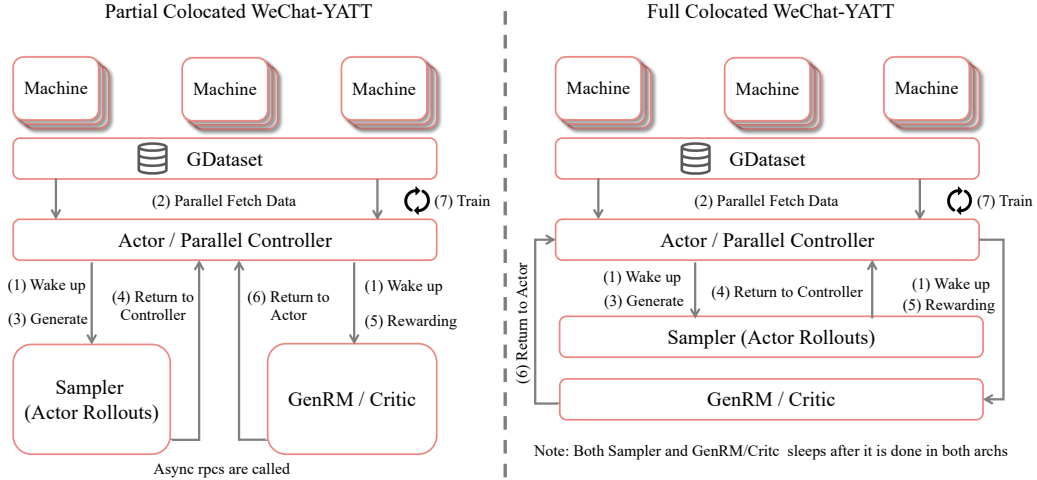 Partial Colocated WeChat-YATT
Machine
Machine
Machine
GDataset
(2) Parallel Fetch Data
(7) Train
Actor / Parallel Controller
(1) Wake up
(3) Generate
(4) Return to
Controller
(6) Return to
Actor
(1) Wake up
(5) Rewarding
Sampler
(Actor Rollouts)
GenRM / Critic
Async rpcs are called
Full Colocated WeChat-YATT
Machine
Machine
Machine
GDataset
(2) Parallel Fetch Data
(7) Train
Actor / Parallel Controller
(1) Wake up
(3) Generate
(4) Return to Controller
(1) Wake up
(5) Rewarding
(6) Return to Actor
Sampler (Actor Rollouts)
GenRM / Critic
Note: Both Sampler and GenRM/Critc sleeps after it is done in both archs